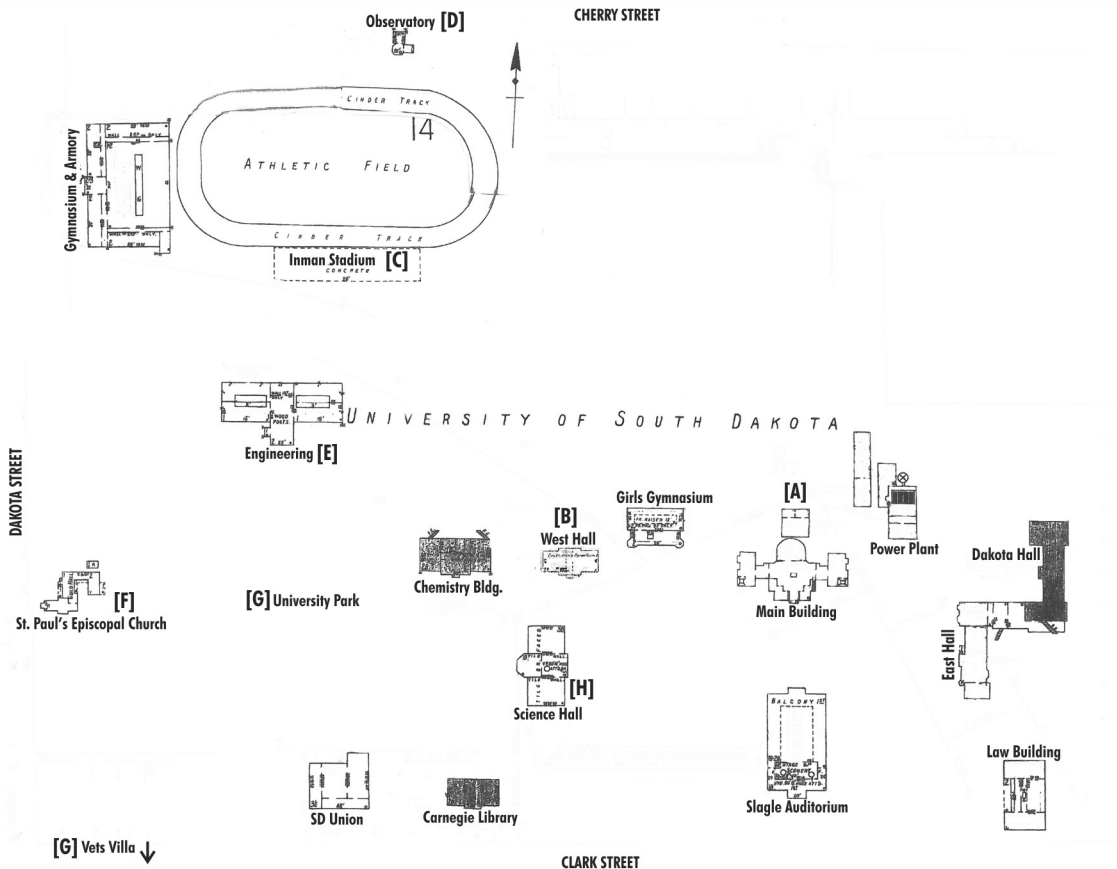 CHERRY STREET
Observatory [D]
CINDER TRACK
14
ATHLETIC FIELD
Gymnasium & Armory
CINDER TRACK
Inman Stadium [C]
CONCRETE
UNIVERSITY OF SOUTH DAKOTA
Engineering [E]
DAKOTA STREET
Girls Gymnasium
[A]
[B]
West Hall
Power Plant
Dakota Hall
Chemistry Bldg.
Main Building
[F]
St. Paul's Episcopal Church
[G] University Park
East Hall
[H]
Science Hall
BALCONY
Law Building
Slagle Auditorium
SD Union
Carnegie Library
[G] Vets Villa
CLARK STREET